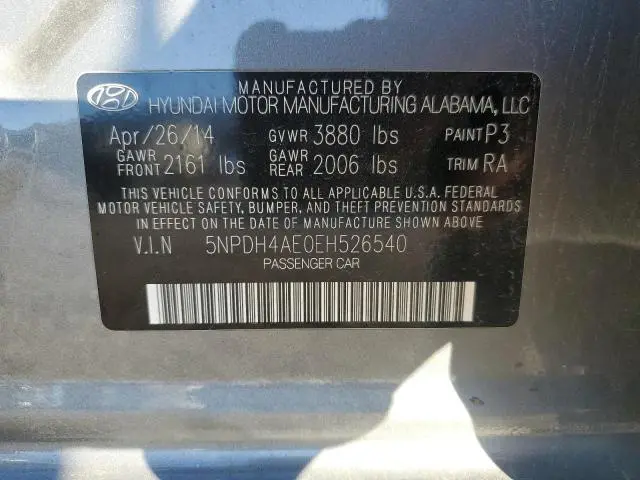 MANUFACTURED BY
HYUNDAI MOTOR MANUFACTURING ALABAMA, LLC
Apr/26/14 GVWR 3880 lbs PAINT P3
GAWR FRONT 2161 lbs GAWR REAR 2006 lbs TRIM RA
THIS VEHICLE CONFORMS TO ALL APPLICABLE U.S.A. FEDERAL
MOTOR VEHICLE SAFETY, BUMPER, AND THEFT PREVENTION STANDARDS
IN EFFECT ON THE DATE OF MANUFACTURE SHOWN ABOVE.
V.I.N 5NPDH4AE0EH526540
PASSENGER CAR